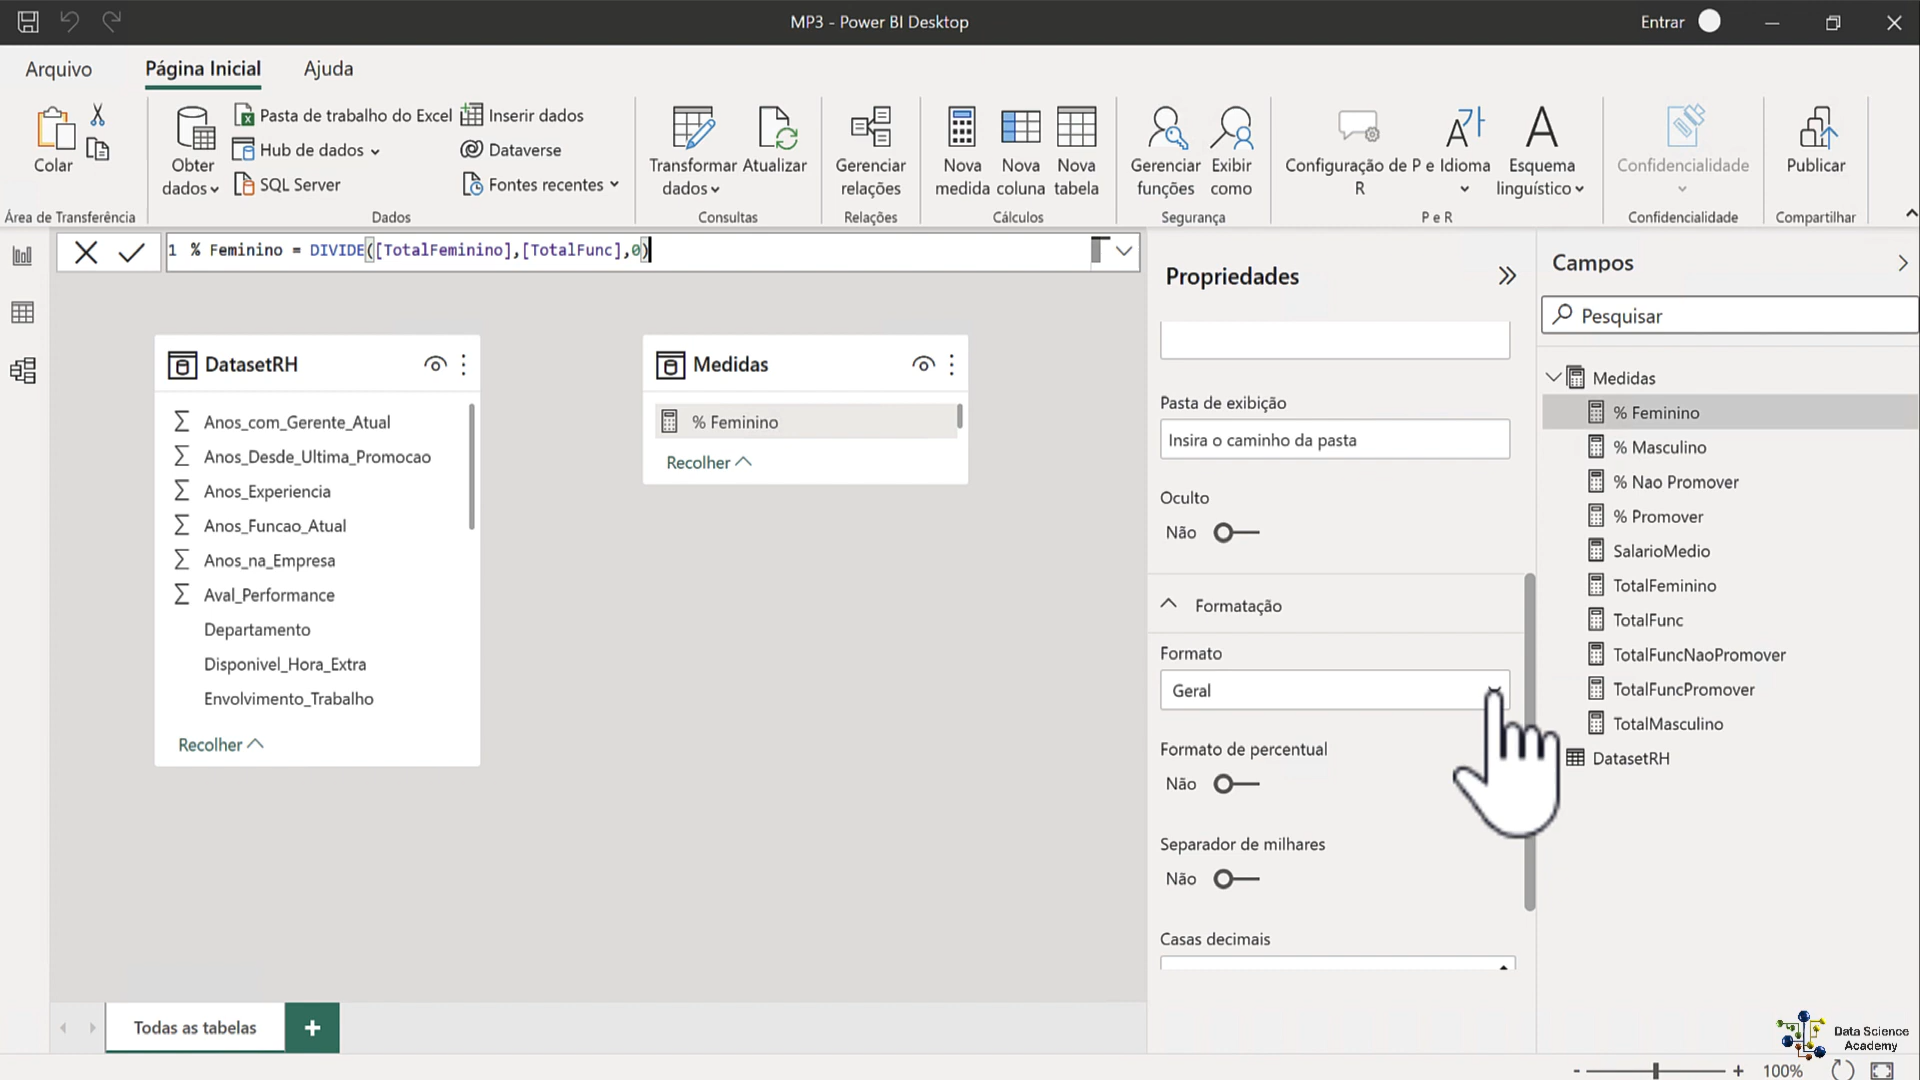 MP3 - Power BI Desktop
Entrar
Arquivo
Página Inicial
Ajuda
Colar
Área de Transferência
Obter
dados
Pasta de trabalho do Excel
Hub de dados
SQL Server
Inserir dados
Dataverse
Fontes recentes
Dados
Transformar
dados
Atualizar
Consultas
Gerenciar
relações
Relações
Nova
medida
Nova
coluna
Nova
tabela
Cálculos
Gerenciar
funções
Exibir
como
Segurança
Configuração de P e
R
Idioma
Esquema
linguístico
P e R
Confidencialidade
Confidencialidade
Publicar
Compartilhar
1 % Feminino = DIVIDE([TotalFeminino],[TotalFunc],0)
DatasetRH
Anos_com_Gerente_Atual
Anos_Desde_Ultima_Promocao
Anos_Experiencia
Anos_Funcao_Atual
Anos_na_Empresa
Aval_Performance
Departamento
Disponivel_Hora_Extra
Envolvimento_Trabalho
Recolher
Medidas
% Feminino
Recolher
Propriedades
Pasta de exibição
Insira o caminho da pasta
Oculto
Não
Formatação
Formato
Geral
Formato de percentual
Não
Separador de milhares
Não
Casas decimais
Campos
Pesquisar
Medidas
% Feminino
% Masculino
% Nao Promover
% Promover
SalarioMedio
TotalFeminino
TotalFunc
TotalFuncNaoPromover
TotalFuncPromover
TotalMasculino
DatasetRH
Todas as tabelas
+
Data Science
Academy
- + 100%